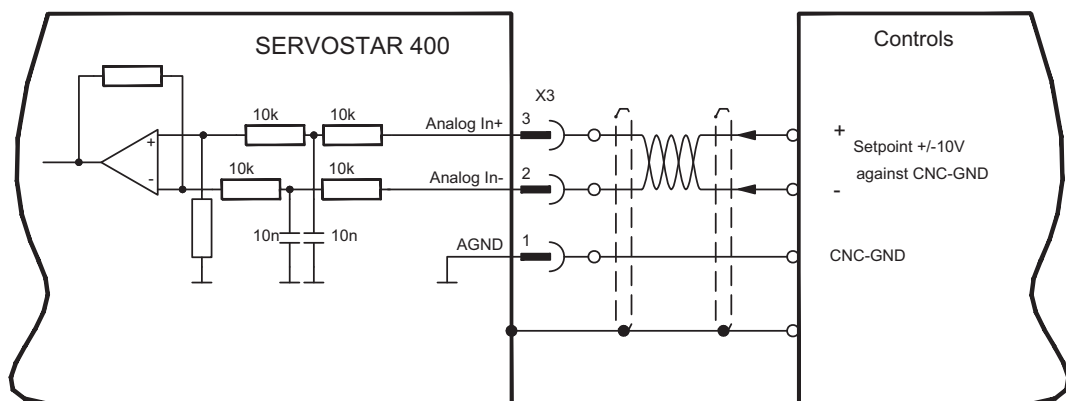 SERVOSTAR 400
Controls
X3
10k
10k
Analog In+
3
+
Setpoint +/-10V
against CNC-GND
-
+
-
10k
10k
Analog In-
2
10n
10n
AGND
1
CNC-GND